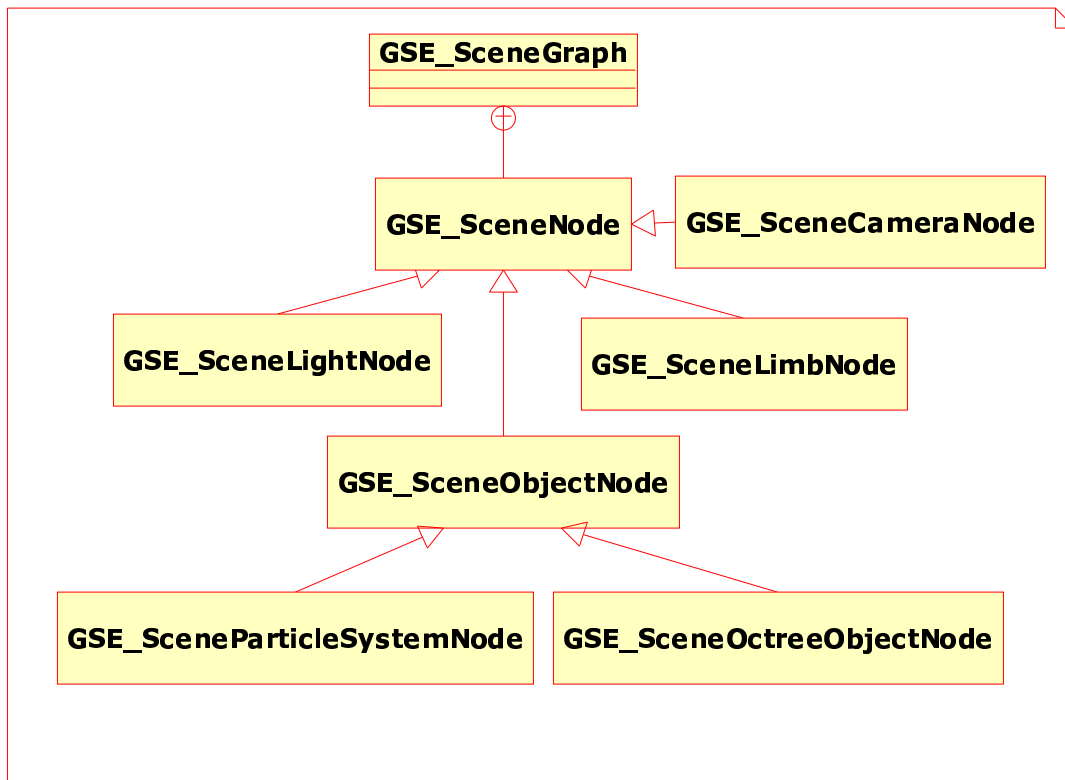 GSE_SceneGraph
GSE_SceneNode
GSE_SceneCameraNode
GSE_SceneLightNode
GSE_SceneLimbNode
GSE_SceneObjectNode
GSE_SceneParticleSystemNode
GSE_SceneOctreeObjectNode